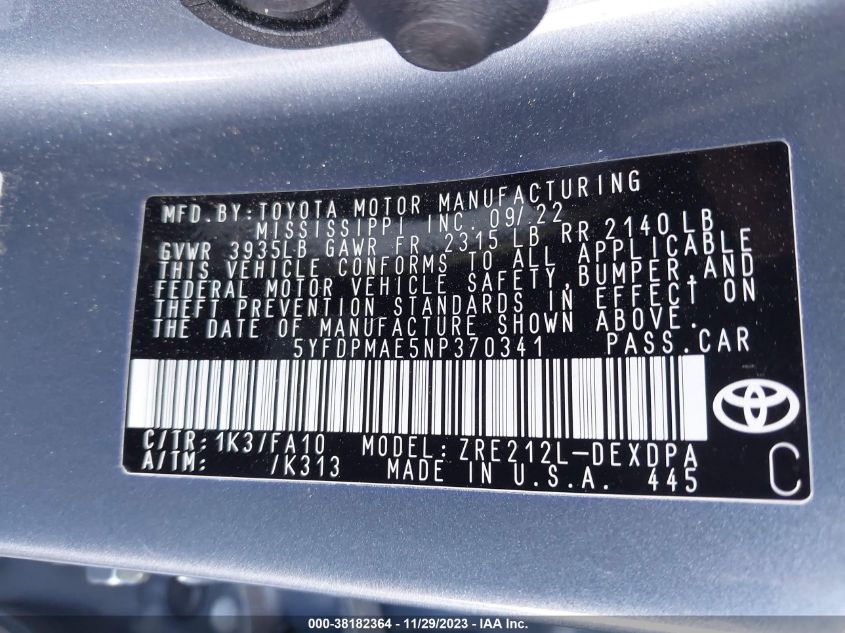 MFD.BY:TOYOTA MOTOR MANUFACTURING
MISSISSIPPI INC. 09/22
GVWR 3935LB GAWR FR 2315 LB RR 2140 LB
THIS VEHICLE CONFORMS TO ALL APPLICABLE
FEDERAL MOTOR VEHICLE SAFETY,BUMPER,AND
THEFT PREVENTION STANDARDS IN EFFECT ON
THE DATE OF MANUFACTURE SHOWN ABOVE.
5YFDPMAE5NP370341 PASS.CAR
C/TR: 1K3/FA10 MODEL: ZRE212L-DEXDPA
A/TM: /K313 MADE IN U.S.A. 445 C
000-38182364 - 11/29/2023 - IAA Inc.